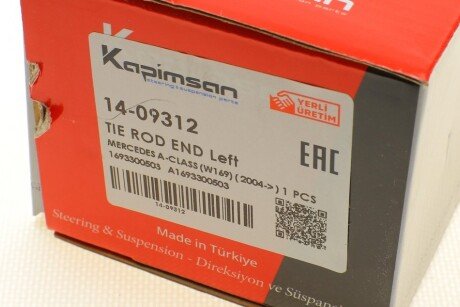 Kapimsan
steering&suspension parts
14-09312
YERLİ
ÜRETİM
TIE ROD END Left
MERCEDES A-CLASS (W169) (2004->) 1 PCS
1693300503 A1693300503
EAC
14-09312
Made in Türkiye
Steering & Suspension - Direksiyon ve Süspans